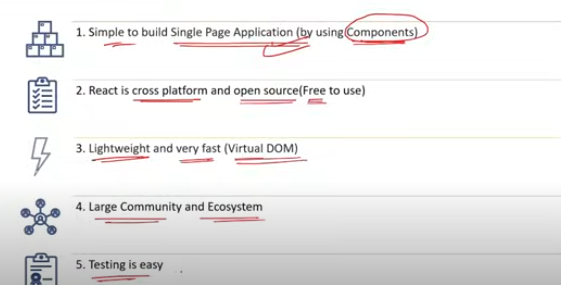 1. Simple to build Single Page Application (by using Components)
2. React is cross platform and open source(Free to use)
3. Lightweight and very fast (Virtual DOM)
4. Large Community and Ecosystem
5. Testing is easy